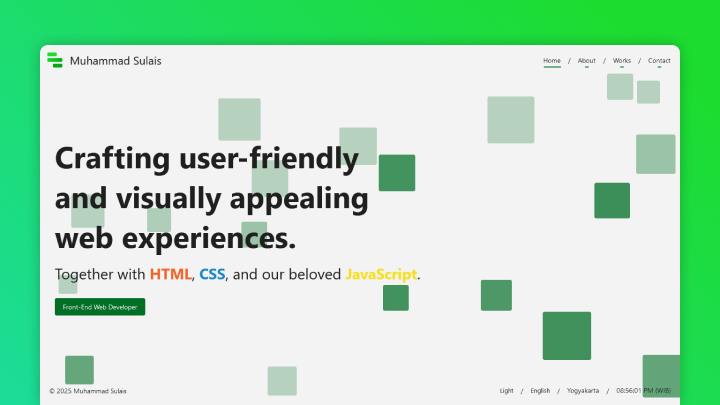 Muhammad Sulais
Home / About / Works / Contact
Crafting user-friendly
and visually appealing
web experiences.
Together with HTML, CSS, and our beloved JavaScript.
Front-End Web Developer
© 2025 Muhammad Sulais
Light / English / Yogyakarta / 08:56:01 PM (WIB)